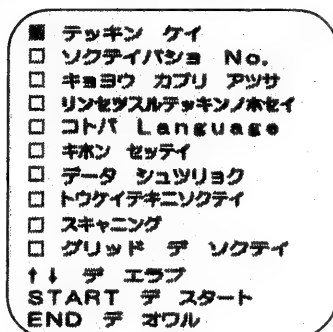 ■ テッキン ケイ
□ ソクテイバショ No.
□ キョヨウ カブリ アツサ
□ リンセツスルテッキンノホセイ
□ コトバ Language
□ キホン セッテイ
□ データ シュツリョク
□ トウケイテキニソクテイ
□ スキャニング
□ グリッド デ ソクテイ
↑↓ デ エラブ
START デ スタート
END デ オワル